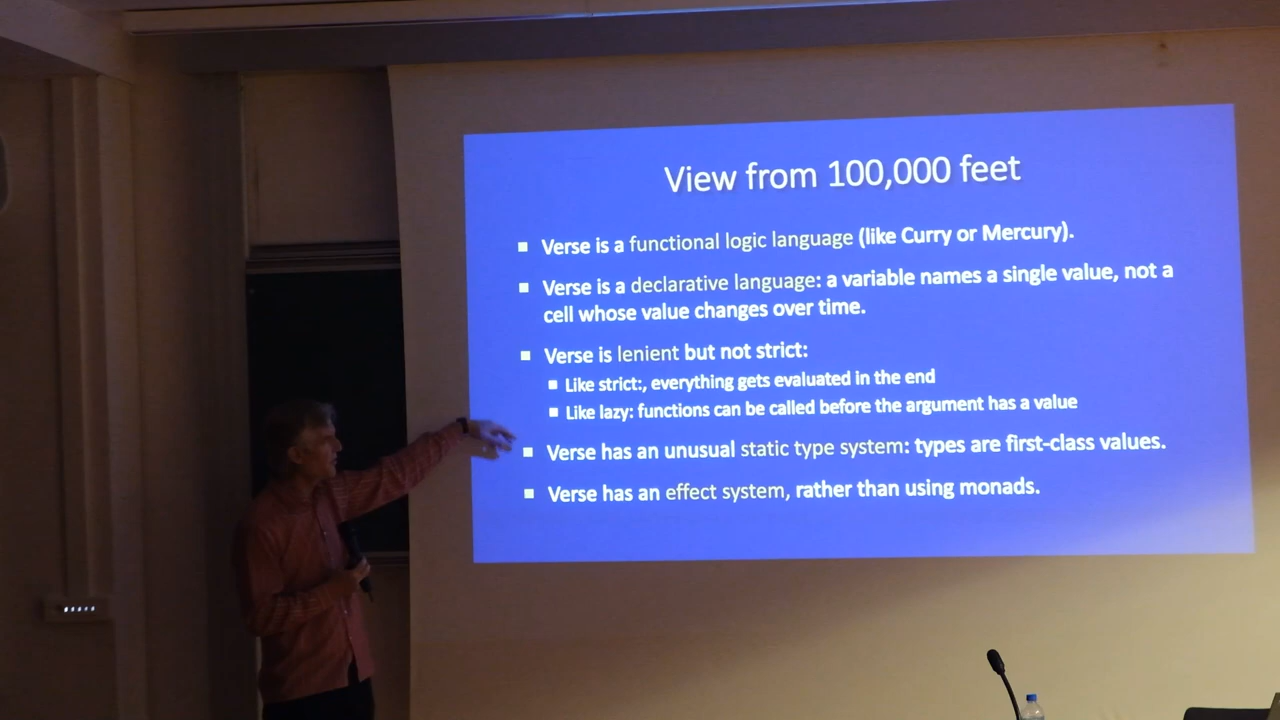 View from 100,000 feet
Verse is a functional logic language (like Curry or Mercury).
Verse is a declarative language: a variable names a single value, not a
cell whose value changes over time.
Verse is lenient but not strict:
Like strict:, everything gets evaluated in the end
Like lazy: functions can be called before the argument has a value
Verse has an unusual static type system: types are first-class values.
Verse has an effect system, rather than using monads.